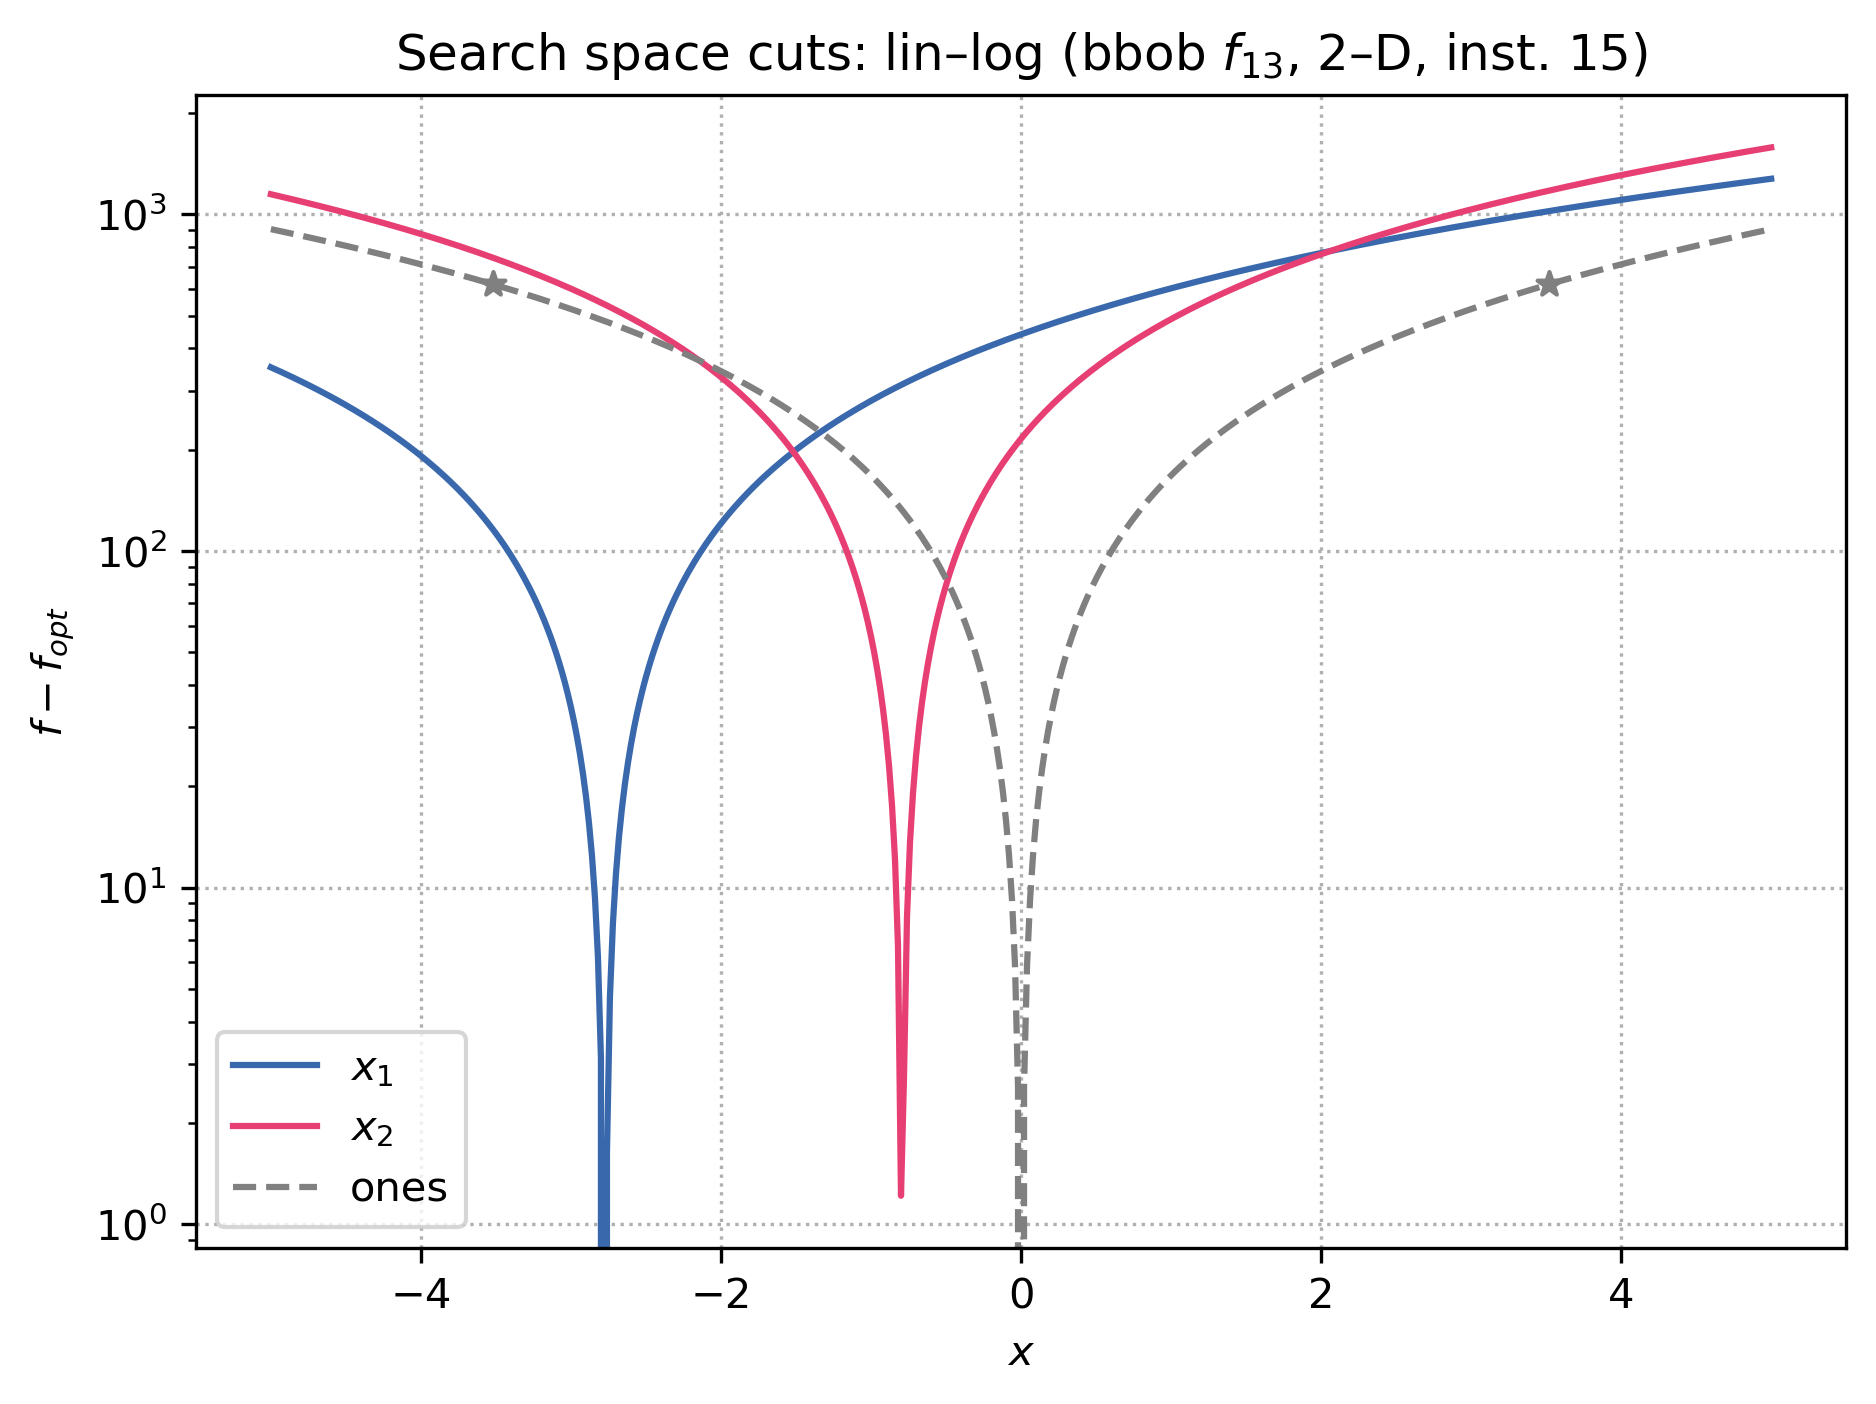 Search space cuts: lin–log (bbob f₁₃, 2–D, inst. 15)
10³
10²
10¹
10⁰
f − f_opt
x₁
x₂
ones
−4 −2 0 2 4
x